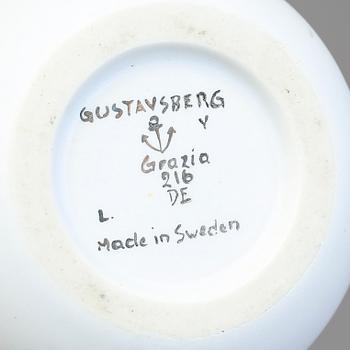 GUSTAVSBERG
Y
Grazia
216
DE
L.
Made in Sweden